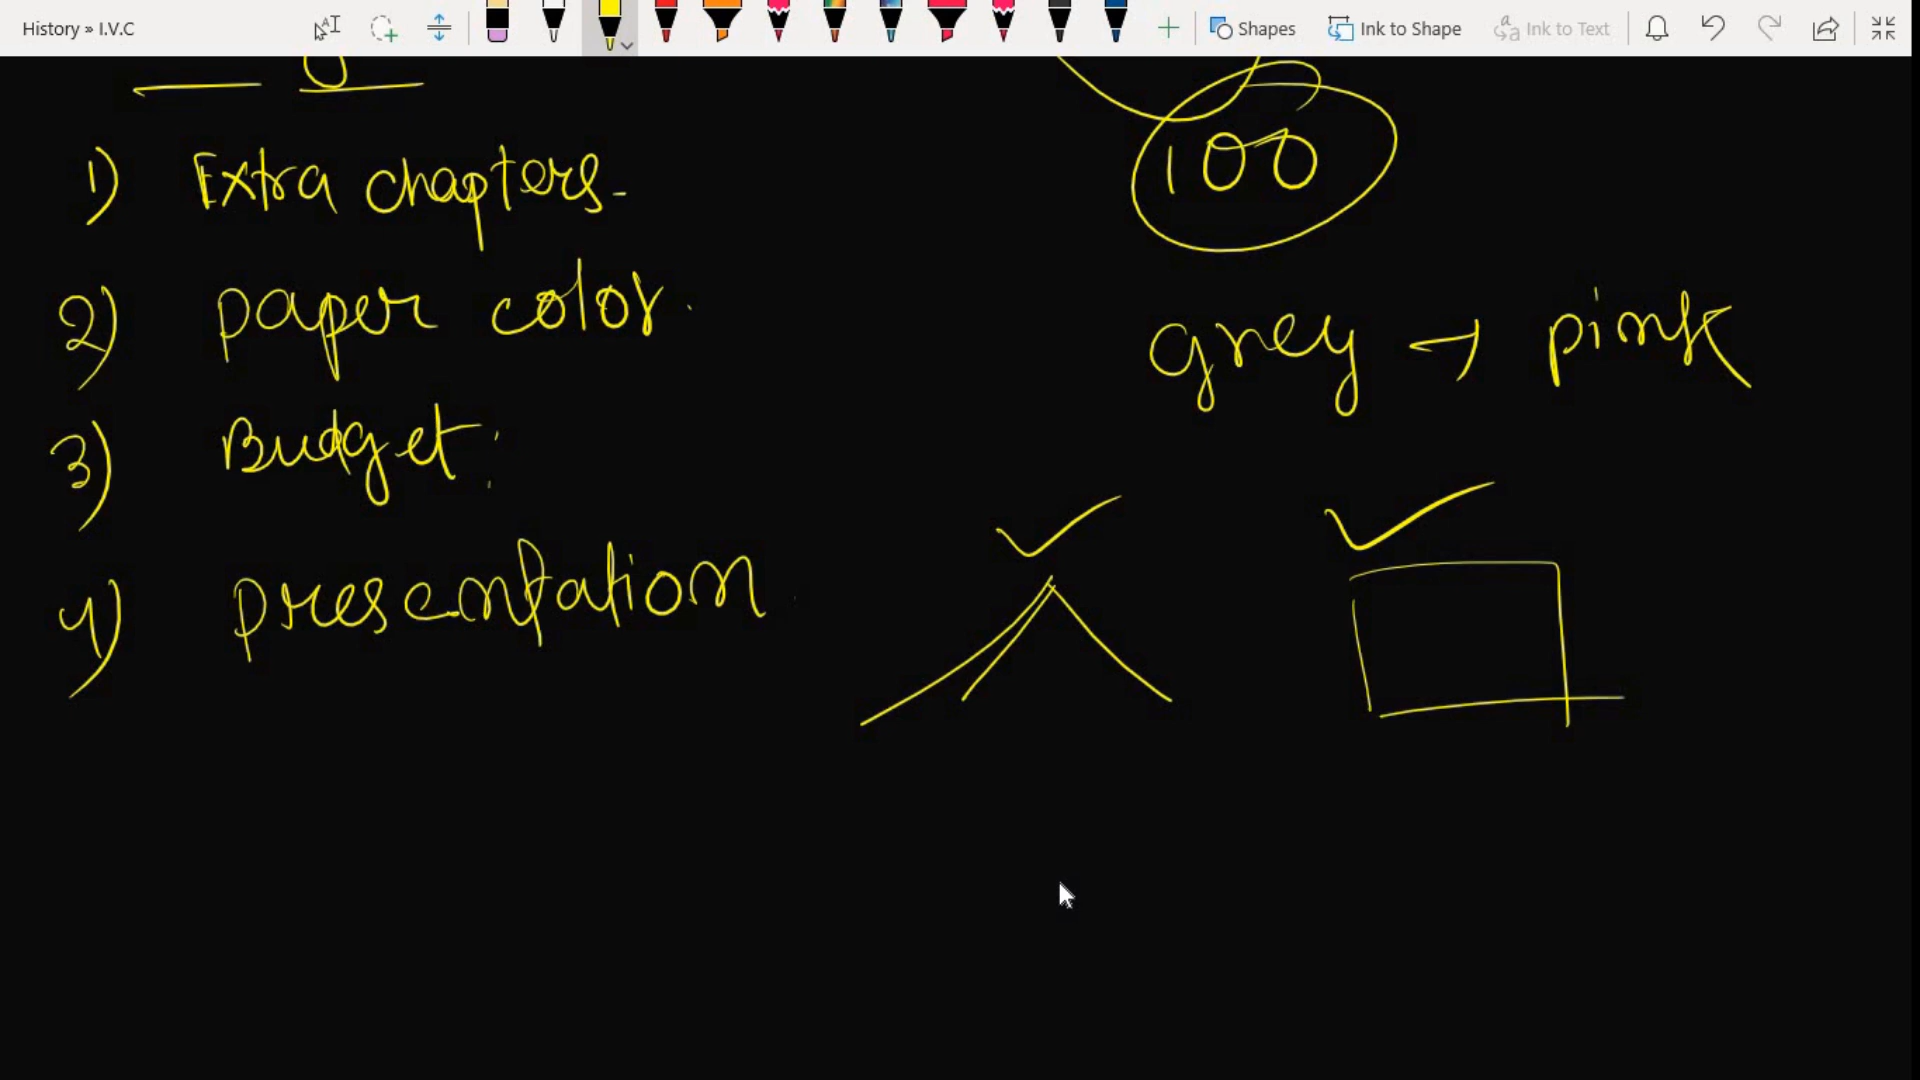 History » I.V.C
Shapes
Ink to Shape
Ink to Text
100
1) Extra chapters-
2) paper color.
grey → pink
3) Budget:
4) presentation